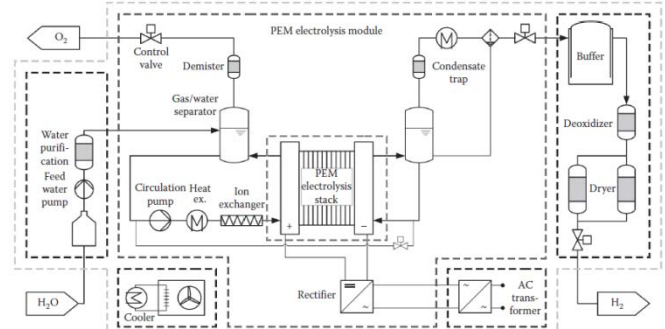 PEM electrolysis module
O2
Control
valve
Demister
Gas/water
separator
Condensate
trap
Buffer
Deoxidizer
Dryer
Water
purifi-
cation
Feed
water
pump
Circulation
pump
Heat
ex.
Ion
exchanger
PEM
electrolysis
stack
+
−
H2O
Cooler
Rectifier
=
~
~
~
AC
trans-
former
H2